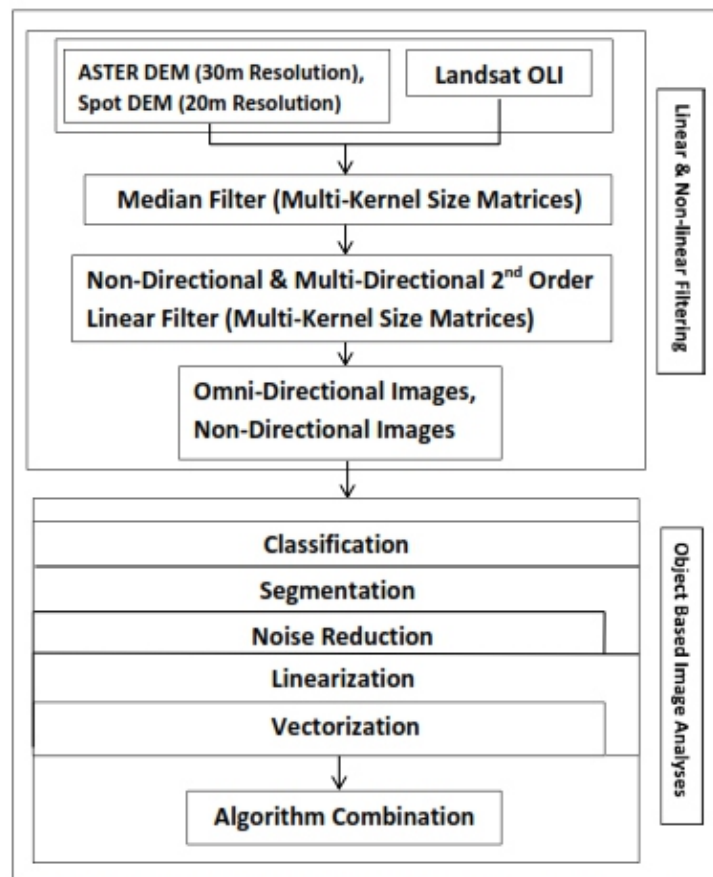 ASTER DEM (30m Resolution),
Spot DEM (20m Resolution)
Landsat OLI
Median Filter (Multi-Kernel Size Matrices)
Non-Directional & Multi-Directional 2nd Order
Linear Filter (Multi-Kernel Size Matrices)
Omni-Directional Images,
Non-Directional Images
Linear & Non-linear Filtering
Classification
Segmentation
Noise Reduction
Linearization
Vectorization
Algorithm Combination
Object Based Image Analyses